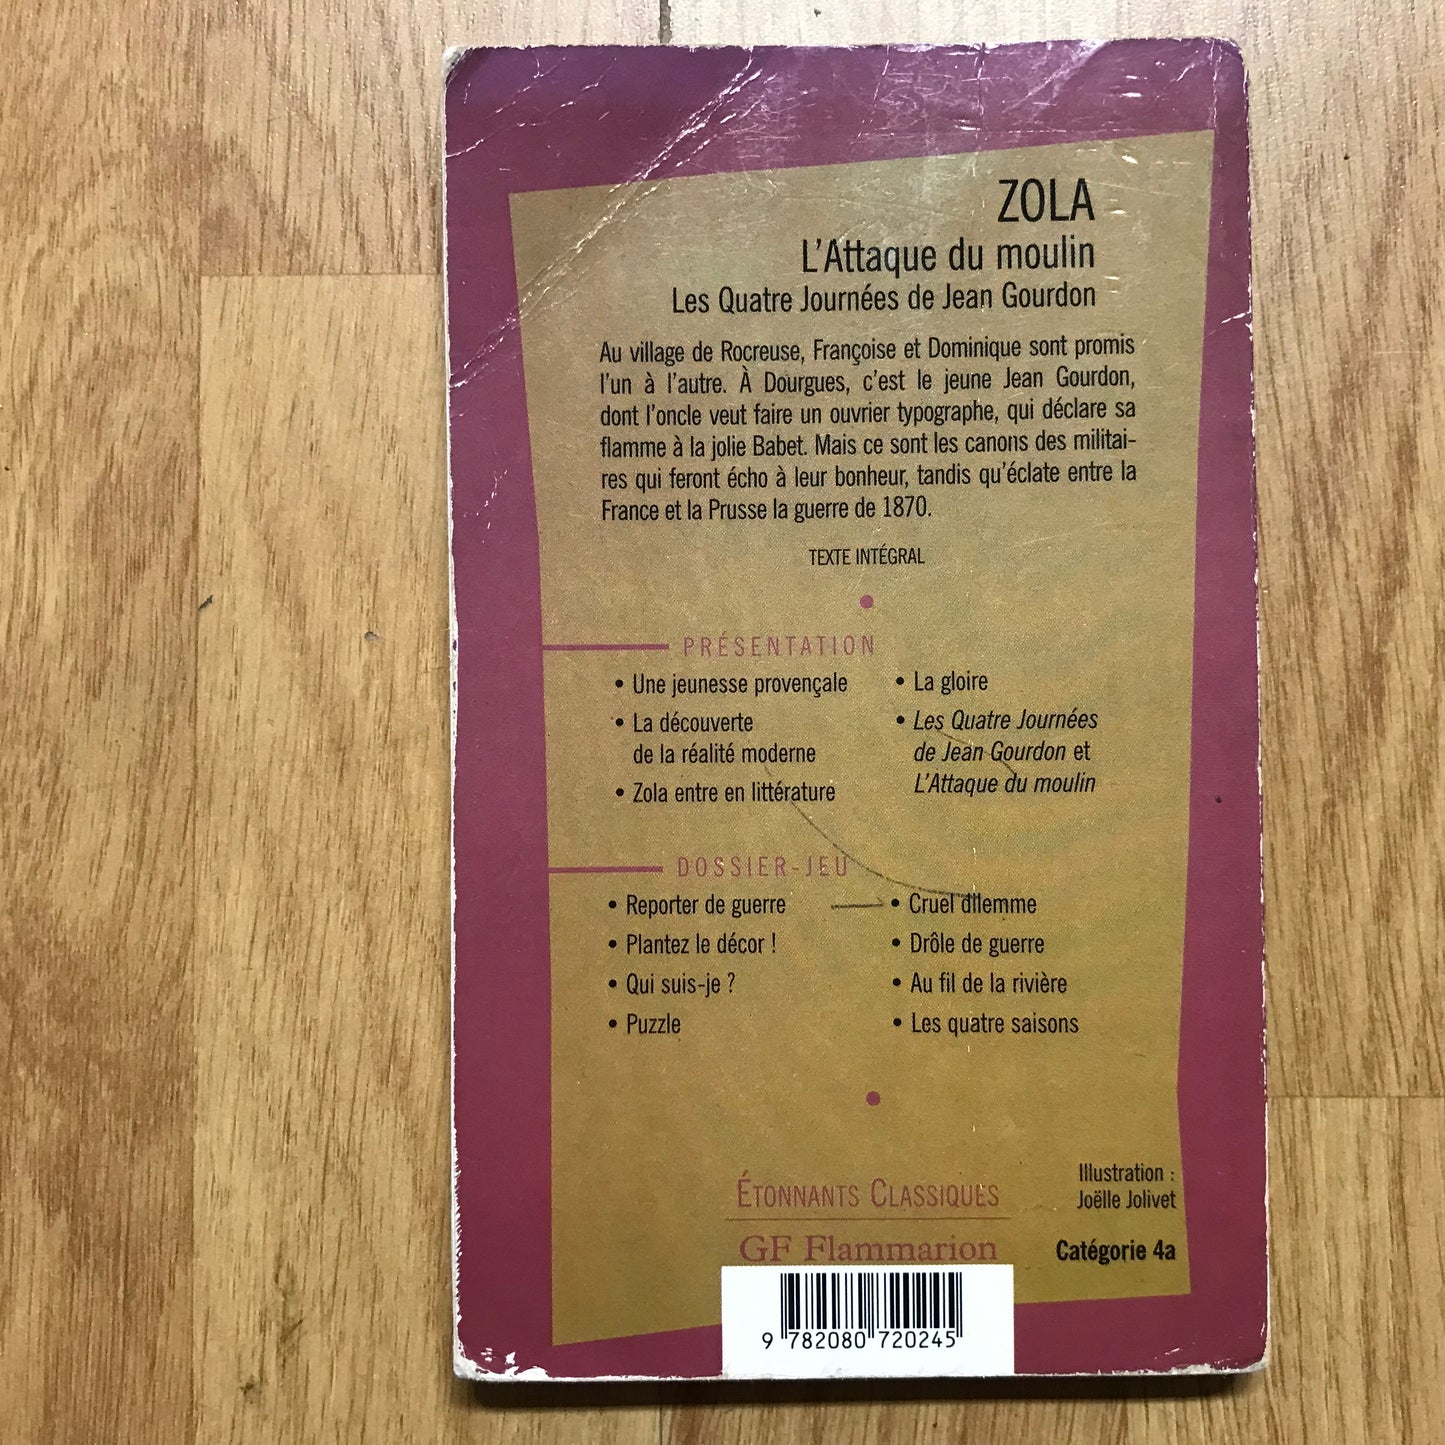 ZOLA
L'Attaque du moulin
Les Quatre Journées de Jean Gourdon
Au village de Rocreuse, Françoise et Dominique sont promis
l'un à l'autre. À Dourgues, c'est le jeune Jean Gourdon,
dont l'oncle veut faire un ouvrier typographe, qui déclare sa
flamme à la jolie Babet. Mais ce sont les canons des militai-
res qui feront écho à leur bonheur, tandis qu'éclate entre la
France et la Prusse la guerre de 1870.
TEXTE INTÉGRAL
PRÉSENTATION
• Une jeunesse provençale
• La découverte
de la réalité moderne
• Zola entre en littérature
• La gloire
• Les Quatre Journées
de Jean Gourdon et
L'Attaque du moulin
DOSSIER-JEU
• Reporter de guerre
• Plantez le décor !
• Qui suis-je ?
• Puzzle
• Cruel dilemme
• Drôle de guerre
• Au fil de la rivière
• Les quatre saisons
Illustration :
Joëlle Jolivet
ÉTONNANTS CLASSIQUES
GF Flammarion
Catégorie 4a
9 782080 720245